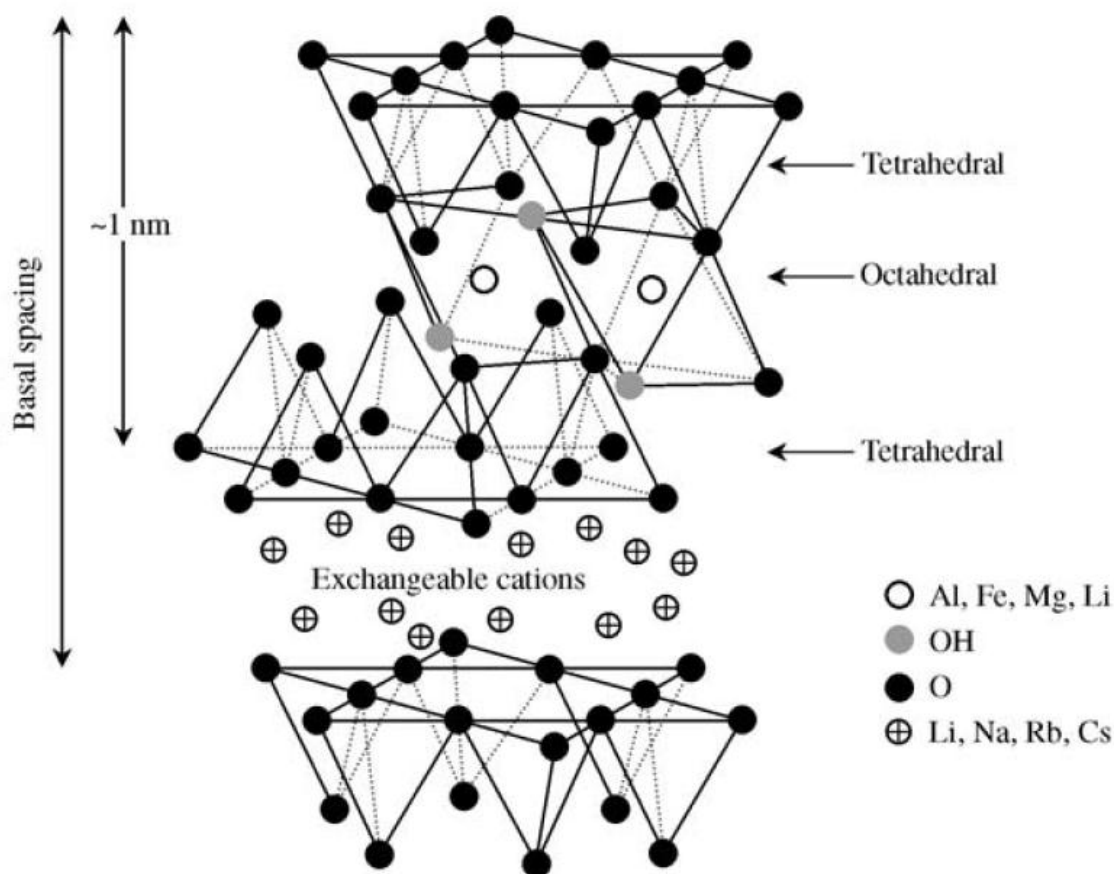 Basal spacing
~1 nm
Tetrahedral
Octahedral
Tetrahedral
Exchangeable cations
Al, Fe, Mg, Li
OH
O
Li, Na, Rb, Cs